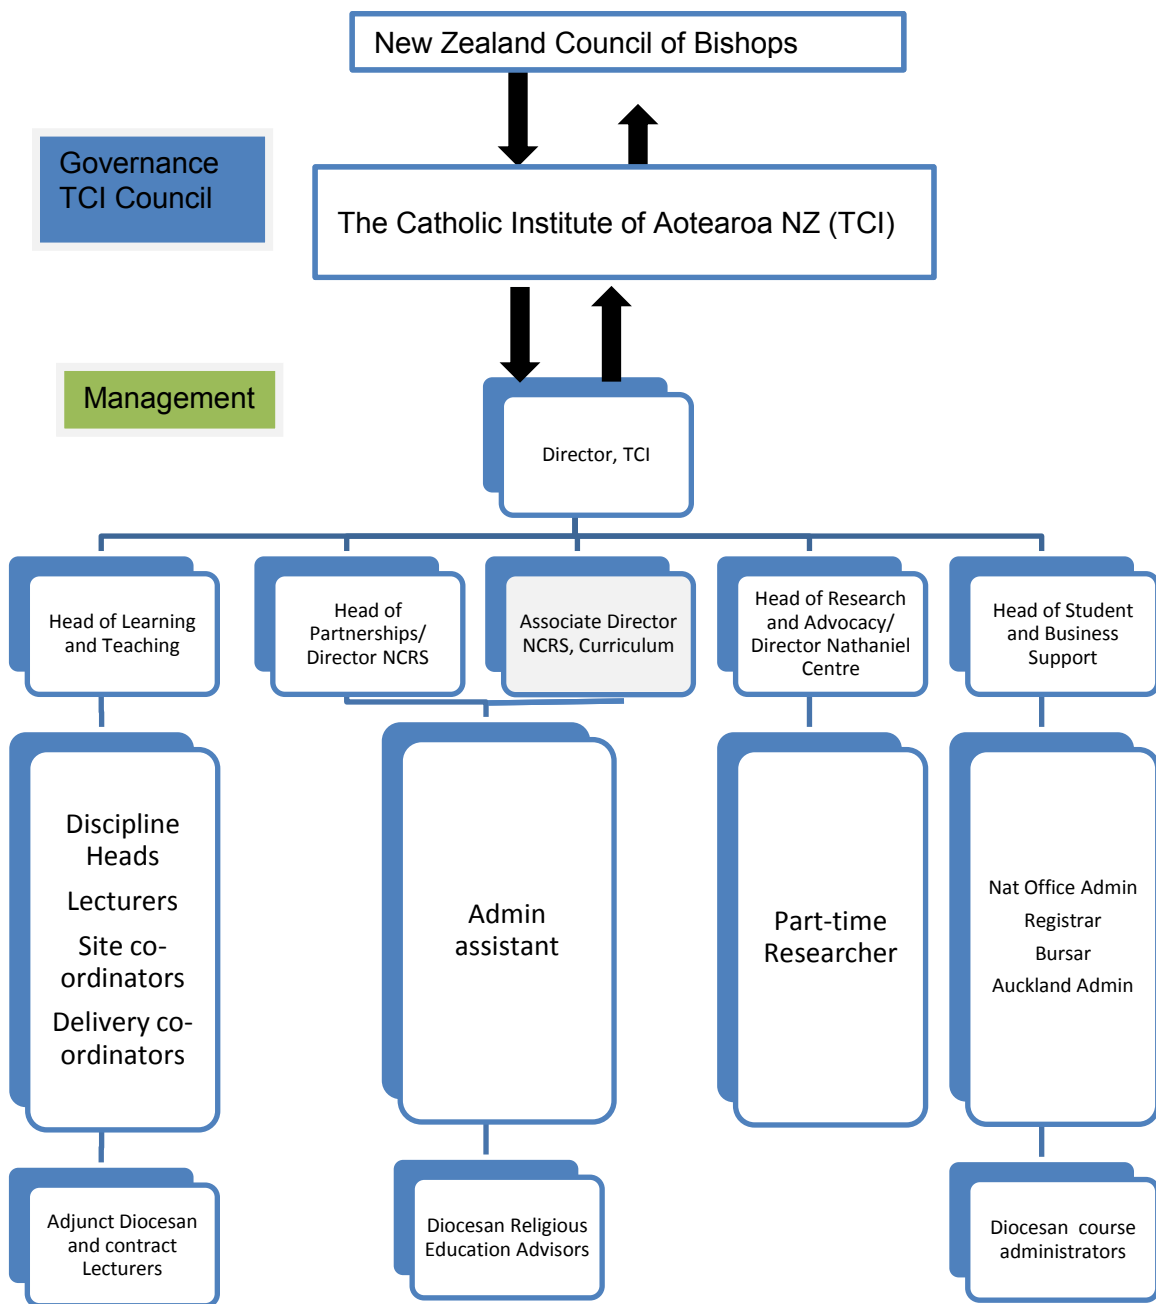 New Zealand Council of Bishops
Governance
TCI Council
The Catholic Institute of Aotearoa NZ (TCI)
Management
Director, TCI
Head of Learning
and Teaching
Head of
Partnerships/
Director NCRS
Associate Director
NCRS, Curriculum
Head of Research
and Advocacy/
Director Nathaniel
Centre
Head of Student
and Business
Support
Discipline
Heads
Lecturers
Site co-
ordinators
Delivery co-
ordinators
Admin
assistant
Part-time
Researcher
Nat Office Admin
Registrar
Bursar
Auckland Admin
Adjunct Diocesan
and contract
Lecturers
Diocesan Religious
Education Advisors
Diocesan course
administrators